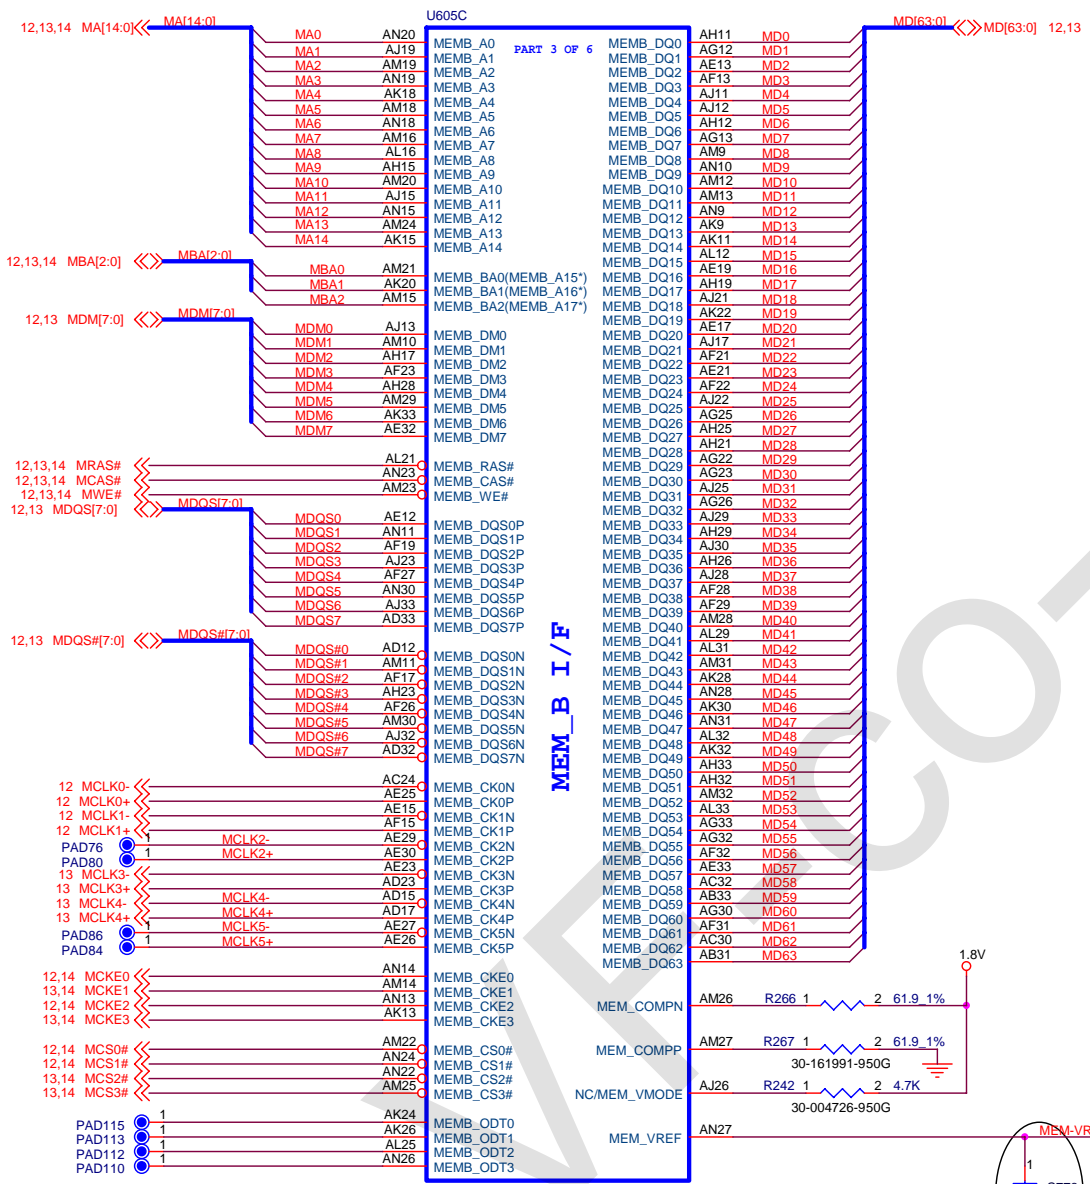 U605C
PART 3 OF 6
12,13,14 MA[14:0] MA[14:0]
MD[63:0] MD[63:0] 12,13
MA0 AN20 MEMB_A0
MA1 AJ19 MEMB_A1
MA2 AM19 MEMB_A2
MA3 AN19 MEMB_A3
MA4 AK18 MEMB_A4
MA5 AM18 MEMB_A5
MA6 AN18 MEMB_A6
MA7 AM16 MEMB_A7
MA8 AL16 MEMB_A8
MA9 AH15 MEMB_A9
MA10 AM20 MEMB_A10
MA11 AJ15 MEMB_A11
MA12 AN15 MEMB_A12
MA13 AM24 MEMB_A13
MA14 AK15 MEMB_A14
12,13,14 MBA[2:0] MBA[2:0]
MBA0 AM21 MEMB_BA0(MEMB_A15*)
MBA1 AK20 MEMB_BA1(MEMB_A16*)
MBA2 AM15 MEMB_BA2(MEMB_A17*)
12,13 MDM[7:0] MDM[7:0]
MDM0 AJ13 MEMB_DM0
MDM1 AM10 MEMB_DM1
MDM2 AH17 MEMB_DM2
MDM3 AF23 MEMB_DM3
MDM4 AH28 MEMB_DM4
MDM5 AM29 MEMB_DM5
MDM6 AK33 MEMB_DM6
MDM7 AE32 MEMB_DM7
12,13,14 MRAS# AL21 MEMB_RAS#
12,13,14 MCAS# AN23 MEMB_CAS#
12,13,14 MWE# AM23 MEMB_WE#
12,13 MDQS[7:0] MDQS[7:0]
MDQS0 AE12 MEMB_DQS0P
MDQS1 AN11 MEMB_DQS1P
MDQS2 AF19 MEMB_DQS2P
MDQS3 AJ23 MEMB_DQS3P
MDQS4 AF27 MEMB_DQS4P
MDQS5 AN30 MEMB_DQS5P
MDQS6 AJ33 MEMB_DQS6P
MDQS7 AD33 MEMB_DQS7P
12,13 MDQS#[7:0] MDQS#[7:0]
MDQS#0 AD12 MEMB_DQS0N
MDQS#1 AM11 MEMB_DQS1N
MDQS#2 AF17 MEMB_DQS2N
MDQS#3 AH23 MEMB_DQS3N
MDQS#4 AF26 MEMB_DQS4N
MDQS#5 AM30 MEMB_DQS5N
MDQS#6 AJ32 MEMB_DQS6N
MDQS#7 AD32 MEMB_DQS7N
12 MCLK0- AC24 MEMB_CK0N
12 MCLK0+ AE25 MEMB_CK0P
12 MCLK1- AE15 MEMB_CK1N
12 MCLK1+ AF15 MEMB_CK1P
PAD76 1 MCLK2- AE29 MEMB_CK2N
PAD80 1 MCLK2+ AE30 MEMB_CK2P
13 MCLK3- AE23 MEMB_CK3N
13 MCLK3+ AD23 MEMB_CK3P
13 MCLK4- MCLK4- AD15 MEMB_CK4N
13 MCLK4+ MCLK4+ AD17 MEMB_CK4P
PAD86 1 MCLK5- AE27 MEMB_CK5N
PAD84 1 MCLK5+ AE26 MEMB_CK5P
12,14 MCKE0 AN14 MEMB_CKE0
13,14 MCKE1 AM14 MEMB_CKE1
12,14 MCKE2 AN13 MEMB_CKE2
13,14 MCKE3 AK13 MEMB_CKE3
12,14 MCS0# AM22 MEMB_CS0#
12,14 MCS1# AN24 MEMB_CS1#
13,14 MCS2# AN22 MEMB_CS2#
13,14 MCS3# AM25 MEMB_CS3#
PAD115 1 AK24 MEMB_ODT0
PAD113 1 AK26 MEMB_ODT1
PAD112 1 AL25 MEMB_ODT2
PAD110 1 AN26 MEMB_ODT3
MEM_B I/F
MEMB_DQ0 AH11 MD0
MEMB_DQ1 AG12 MD1
MEMB_DQ2 AE13 MD2
MEMB_DQ3 AF13 MD3
MEMB_DQ4 AJ11 MD4
MEMB_DQ5 AJ12 MD5
MEMB_DQ6 AH12 MD6
MEMB_DQ7 AG13 MD7
MEMB_DQ8 AM9 MD8
MEMB_DQ9 AN10 MD9
MEMB_DQ10 AM12 MD10
MEMB_DQ11 AM13 MD11
MEMB_DQ12 AN9 MD12
MEMB_DQ13 AK9 MD13
MEMB_DQ14 AK11 MD14
MEMB_DQ15 AL12 MD15
MEMB_DQ16 AE19 MD16
MEMB_DQ17 AH19 MD17
MEMB_DQ18 AJ21 MD18
MEMB_DQ19 AK22 MD19
MEMB_DQ20 AE17 MD20
MEMB_DQ21 AJ17 MD21
MEMB_DQ22 AF21 MD22
MEMB_DQ23 AE21 MD23
MEMB_DQ24 AF22 MD24
MEMB_DQ25 AJ22 MD25
MEMB_DQ26 AG25 MD26
MEMB_DQ27 AH25 MD27
MEMB_DQ28 AH21 MD28
MEMB_DQ29 AG22 MD29
MEMB_DQ30 AG23 MD30
MEMB_DQ31 AJ25 MD31
MEMB_DQ32 AG26 MD32
MEMB_DQ33 AJ29 MD33
MEMB_DQ34 AH29 MD34
MEMB_DQ35 AJ30 MD35
MEMB_DQ36 AH26 MD36
MEMB_DQ37 AJ28 MD37
MEMB_DQ38 AF28 MD38
MEMB_DQ39 AF29 MD39
MEMB_DQ40 AM28 MD40
MEMB_DQ41 AL29 MD41
MEMB_DQ42 AL31 MD42
MEMB_DQ43 AM31 MD43
MEMB_DQ44 AK28 MD44
MEMB_DQ45 AN28 MD45
MEMB_DQ46 AK30 MD46
MEMB_DQ47 AN31 MD47
MEMB_DQ48 AL32 MD48
MEMB_DQ49 AK32 MD49
MEMB_DQ50 AH33 MD50
MEMB_DQ51 AH32 MD51
MEMB_DQ52 AM32 MD52
MEMB_DQ53 AL33 MD53
MEMB_DQ54 AG33 MD54
MEMB_DQ55 AG32 MD55
MEMB_DQ56 AF32 MD56
MEMB_DQ57 AE33 MD57
MEMB_DQ58 AC32 MD58
MEMB_DQ59 AB33 MD59
MEMB_DQ60 AG30 MD60
MEMB_DQ61 AF31 MD61
MEMB_DQ62 AC30 MD62
MEMB_DQ63 AB31 MD63
1.8V
MEM_COMPN AM26 R266 1 2 61.9_1%
MEM_COMPP AM27 R267 1 2 61.9_1%
30-161991-950G
NC/MEM_VMODE AJ26 R242 1 2 4.7K
30-004726-950G
MEM_VREF AN27 MEM-VR
1